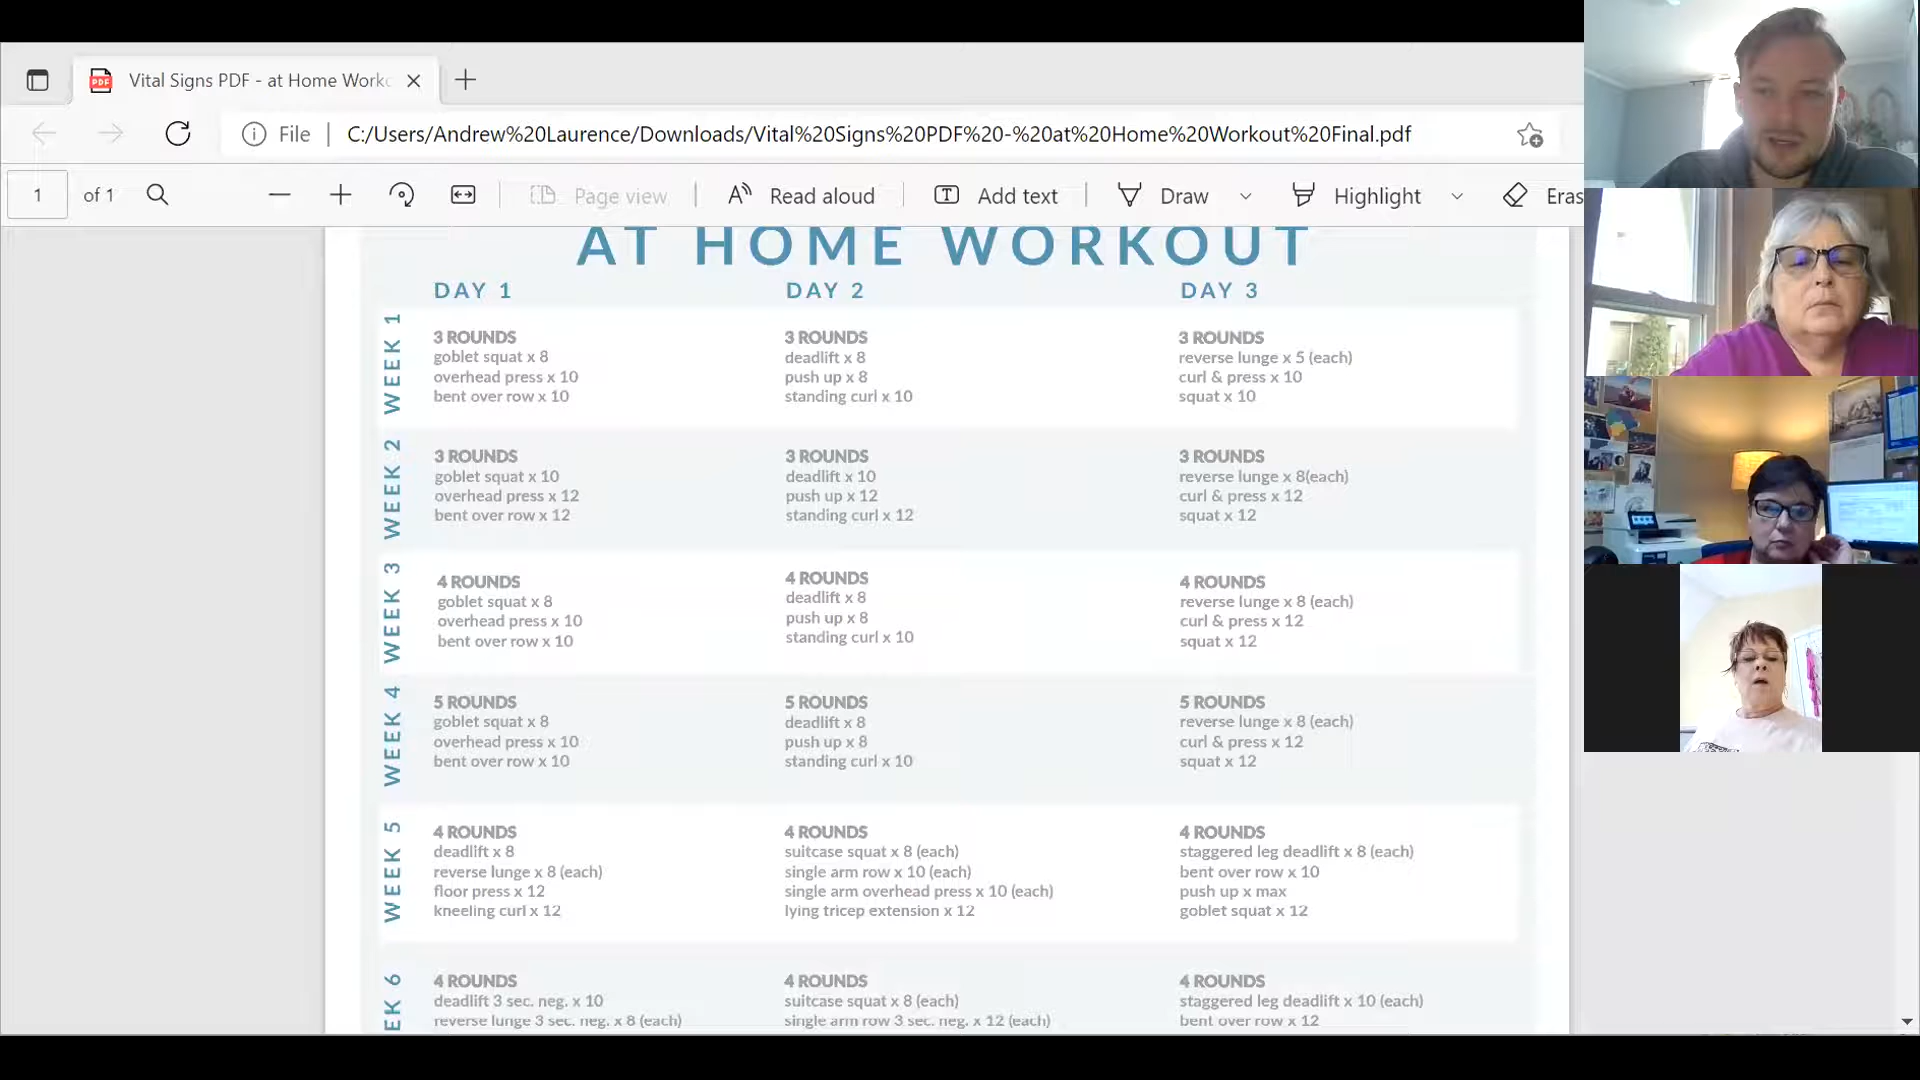 Vital Signs PDF - at Home Work
File
C:/Users/Andrew%20Laurence/Downloads/Vital%20Signs%20PDF%20-%20at%20Home%20Workout%20Final.pdf
1 of 1
Page view
Read aloud
Add text
Draw
Highlight
Eras
AT HOME WORKOUT
DAY 1
DAY 2
DAY 3
WEEK 1
3 ROUNDS
goblet squat x 8
overhead press x 10
bent over row x 10
3 ROUNDS
deadlift x 8
push up x 8
standing curl x 10
3 ROUNDS
reverse lunge x 5 (each)
curl & press x 10
squat x 10
WEEK 2
3 ROUNDS
goblet squat x 10
overhead press x 12
bent over row x 12
3 ROUNDS
deadlift x 10
push up x 12
standing curl x 12
3 ROUNDS
reverse lunge x 8(each)
curl & press x 12
squat x 12
WEEK 3
4 ROUNDS
goblet squat x 8
overhead press x 10
bent over row x 10
4 ROUNDS
deadlift x 8
push up x 8
standing curl x 10
4 ROUNDS
reverse lunge x 8 (each)
curl & press x 12
squat x 12
WEEK 4
5 ROUNDS
goblet squat x 8
overhead press x 10
bent over row x 10
5 ROUNDS
deadlift x 8
push up x 8
standing curl x 10
5 ROUNDS
reverse lunge x 8 (each)
curl & press x 12
squat x 12
WEEK 5
4 ROUNDS
deadlift x 8
reverse lunge x 8 (each)
floor press x 12
kneeling curl x 12
4 ROUNDS
suitcase squat x 8 (each)
single arm row x 10 (each)
single arm overhead press x 10 (each)
lying tricep extension x 12
4 ROUNDS
staggered leg deadlift x 8 (each)
bent over row x 10
push up x max
goblet squat x 12
EK 6
4 ROUNDS
deadlift 3 sec. neg. x 10
reverse lunge 3 sec. neg. x 8 (each)
4 ROUNDS
suitcase squat x 8 (each)
single arm row 3 sec. neg. x 12 (each)
4 ROUNDS
staggered leg deadlift x 10 (each)
bent over row x 12